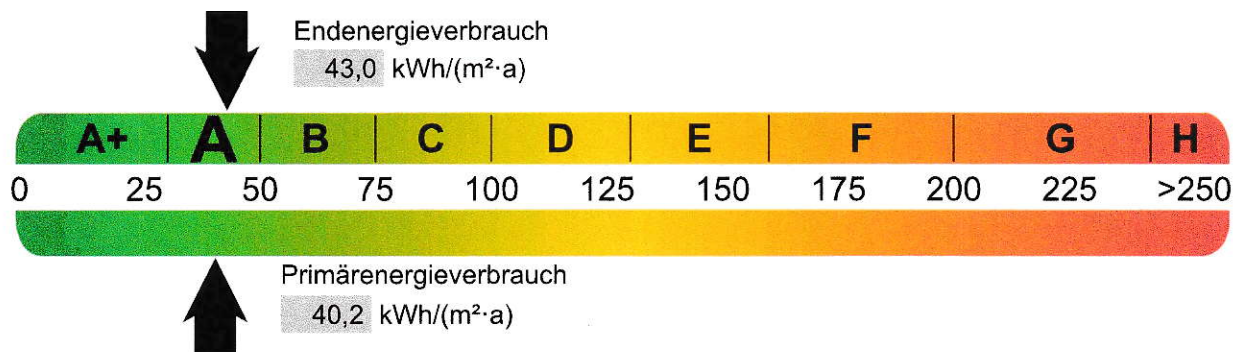 Endenergieverbrauch
43,0 kWh/(m²·a)
A+ A B C D E F G H
0 25 50 75 100 125 150 175 200 225 >250
Primärenergieverbrauch
40,2 kWh/(m²·a)